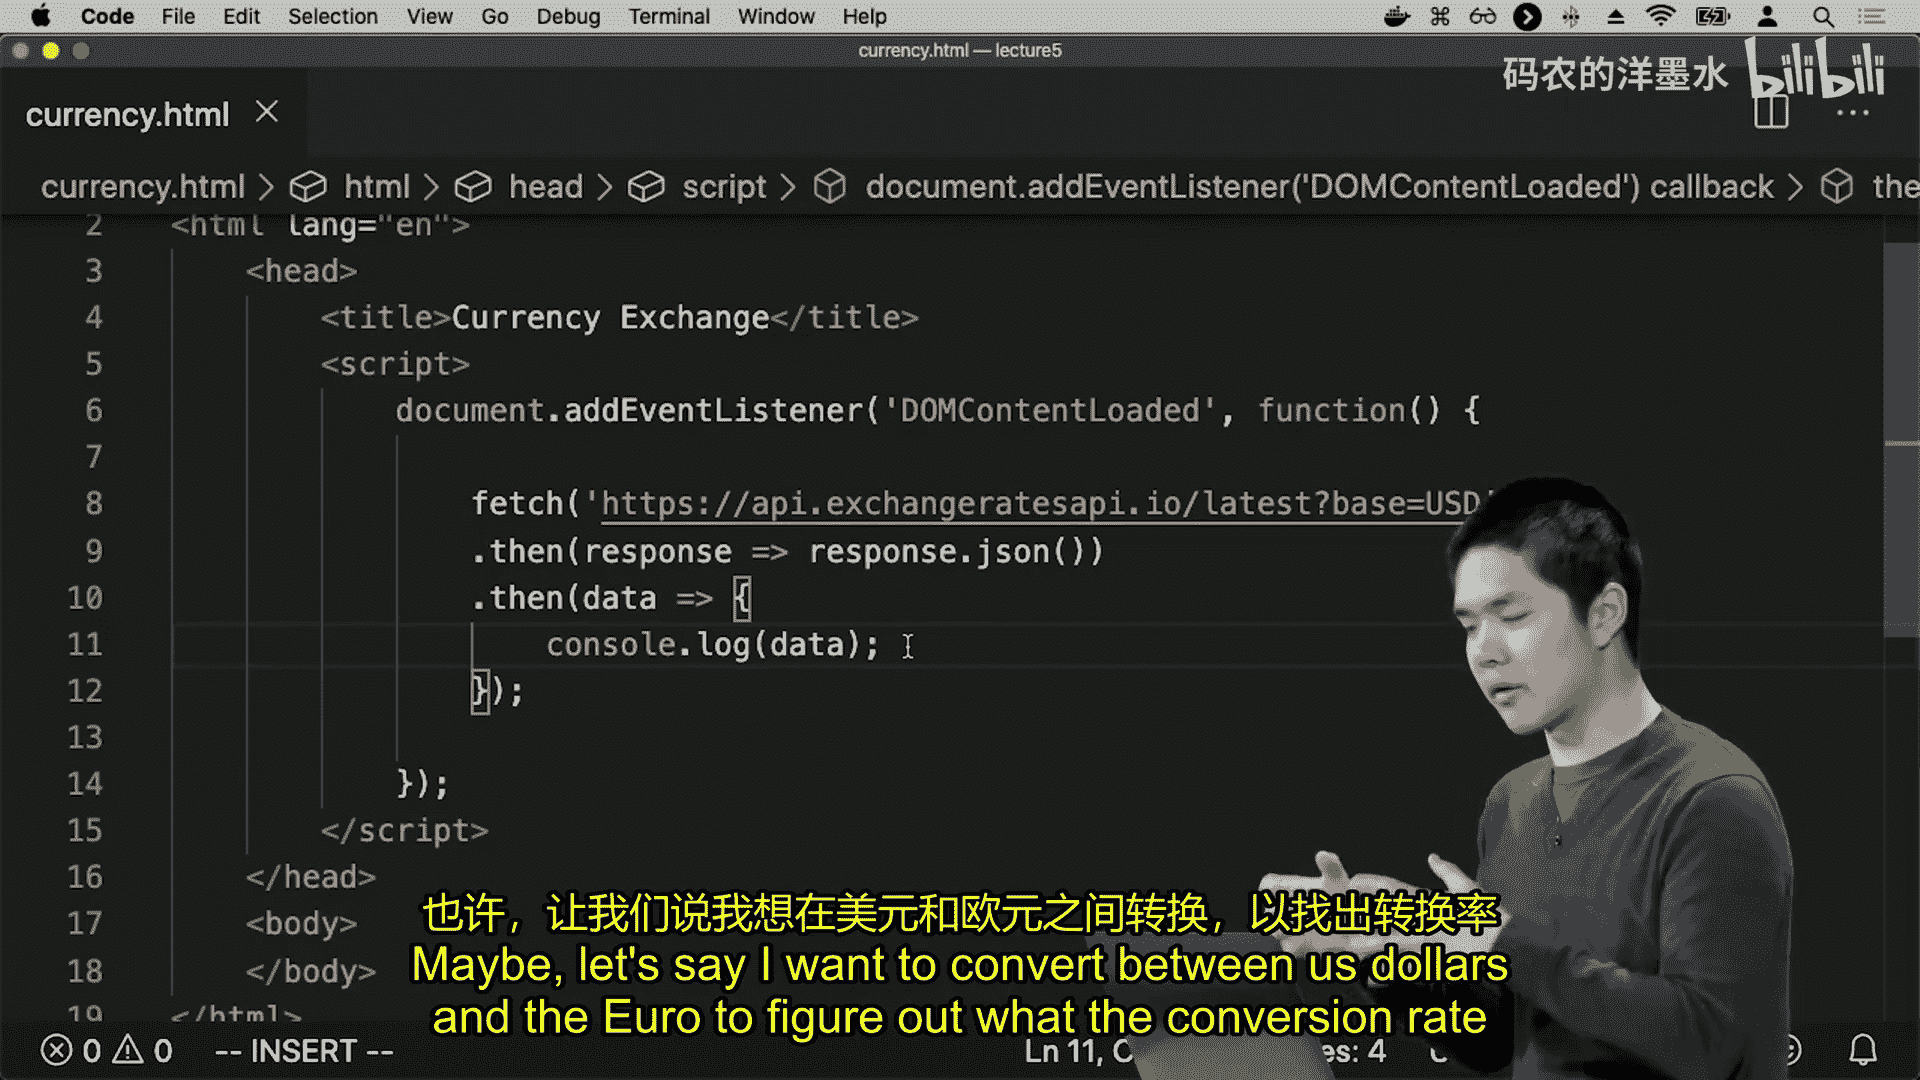 Code File Edit Selection View Go Debug Terminal Window Help
currency.html — lecture5
码农的洋墨水 bilibili
currency.html
currency.html > html > head > script > document.addEventListener('DOMContentLoaded') callback > the
2 <html lang="en">
3 <head>
4 <title>Currency Exchange</title>
5 <script>
6 document.addEventListener('DOMContentLoaded', function() {
7
8 fetch('https://api.exchangeratesapi.io/latest?base=USD'
9 .then(response => response.json())
10 .then(data => {
11 console.log(data);
12 });
13
14 });
15 </script>
16 </head>
17 <body>
18 </body>
19 </html>
也许，让我们说我想在美元和欧元之间转换，以找出转换率
Maybe, let's say I want to convert between us dollars
and the Euro to figure out what the conversion rate
0 0 -- INSERT -- Ln 11, 4